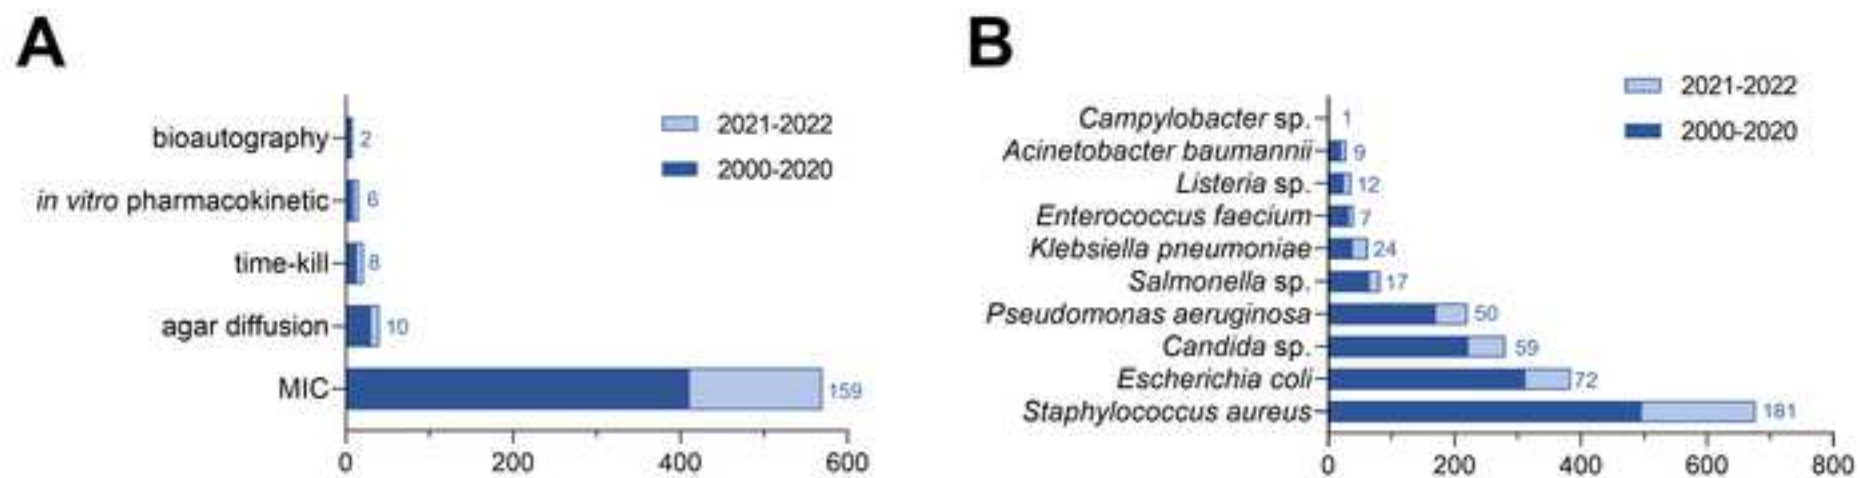 A
bioautography
2
in vitro pharmacokinetic
6
time-kill
8
agar diffusion
10
MIC
159
0 200 400 600
2021-2022
2000-2020
B
Campylobacter sp.
1
Acinetobacter baumannii
9
Listeria sp.
12
Enterococcus faecium
7
Klebsiella pneumoniae
24
Salmonella sp.
17
Pseudomonas aeruginosa
50
Candida sp.
59
Escherichia coli
72
Staphylococcus aureus
181
0 200 400 600 800
2021-2022
2000-2020